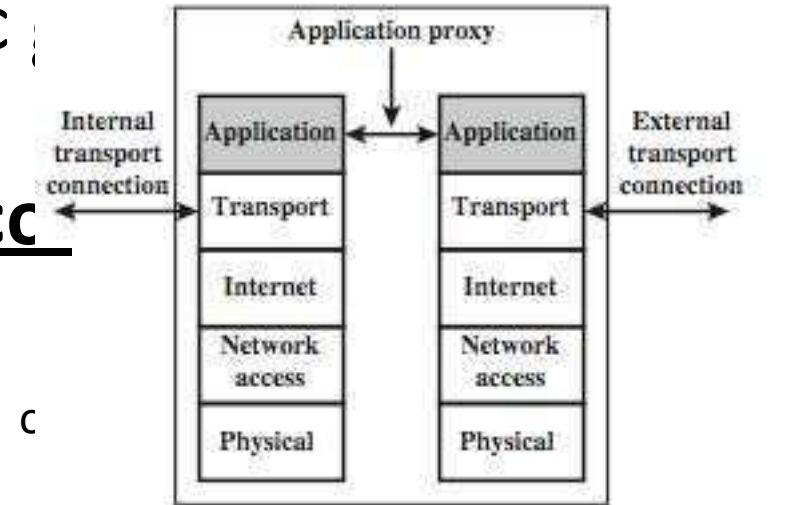 Application proxy
Internal
transport
connection
External
transport
connection
Application
Application
Transport
Transport
Internet
Internet
Network
access
Network
access
Physical
Physical